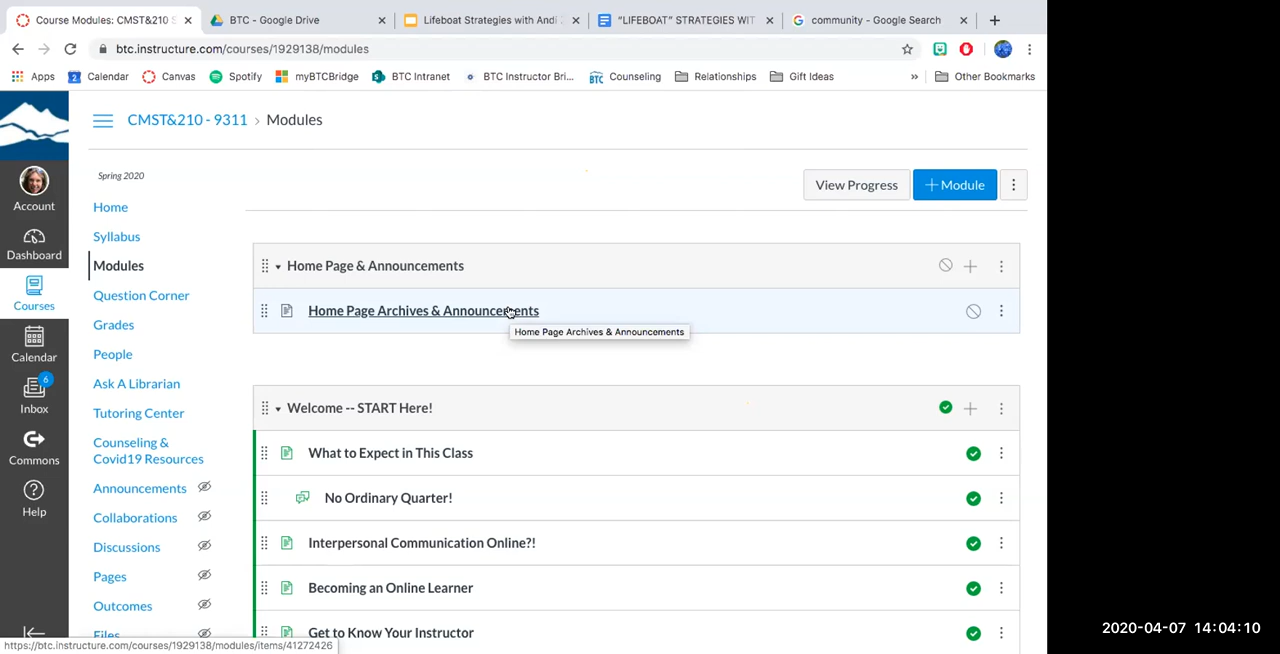 Course Modules: CMST&210 S
BTC - Google Drive
Lifeboat Strategies with Andi
"LIFEBOAT" STRATEGIES WIT
community - Google Search
btc.instructure.com/courses/1929138/modules
Apps
Calendar
Canvas
Spotify
myBTCBridge
BTC Intranet
BTC Instructor Bri...
BTC
Counseling
Relationships
Gift Ideas
»
Other Bookmarks
CMST&210 - 9311 › Modules
Spring 2020
View Progress
+ Module
Account
Dashboard
Courses
Calendar
6
Inbox
Commons
Help
Home
Syllabus
Modules
Question Corner
Grades
People
Ask A Librarian
Tutoring Center
Counseling &
Covid19 Resources
Announcements
Collaborations
Discussions
Pages
Outcomes
Files
Home Page & Announcements
Home Page Archives & Announcements
Home Page Archives & Announcements
Welcome -- START Here!
What to Expect in This Class
No Ordinary Quarter!
Interpersonal Communication Online?!
Becoming an Online Learner
Get to Know Your Instructor
https://btc.instructure.com/courses/1929138/modules/items/41272426
2020-04-07 14:04:10